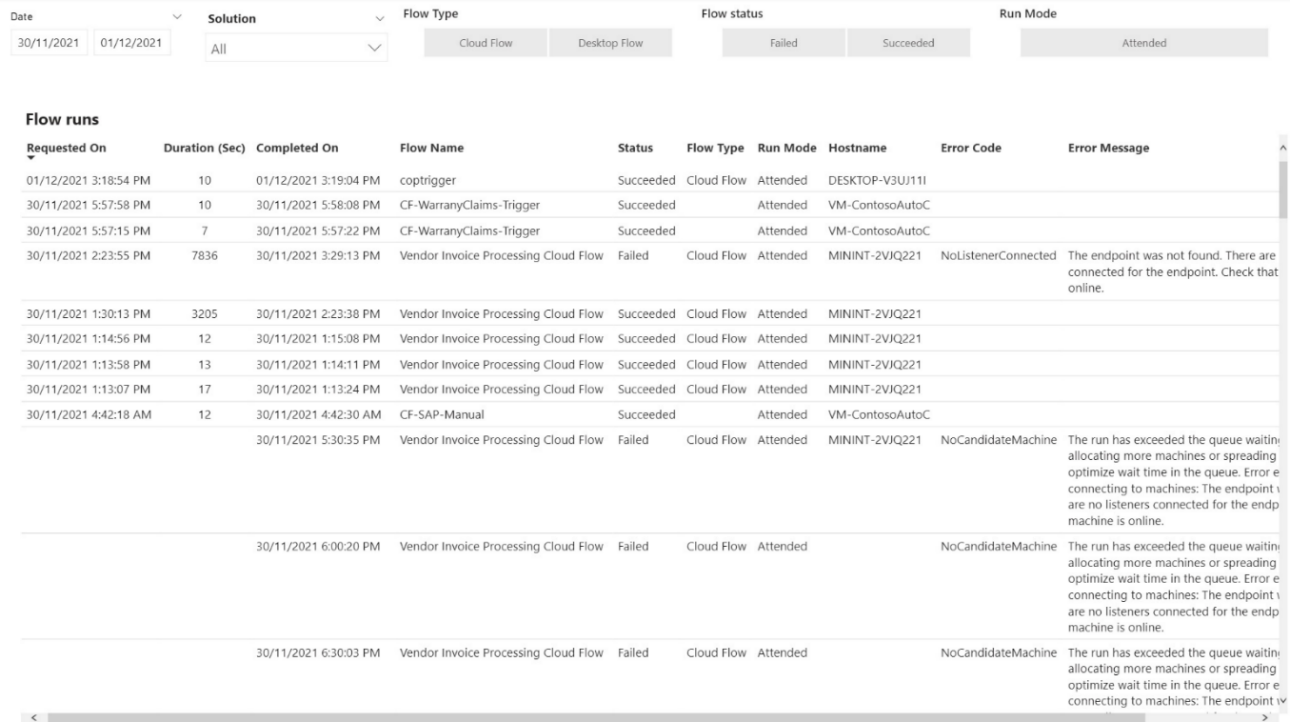 Date
Solution
Flow Type
Flow status
Run Mode
30/11/2021 01/12/2021
All
Cloud Flow Desktop Flow
Failed Succeeded
Attended
Flow runs
Requested On Duration (Sec) Completed On Flow Name Status Flow Type Run Mode Hostname Error Code Error Message
01/12/2021 3:18:54 PM 10 01/12/2021 3:19:04 PM coptrigger Succeeded Cloud Flow Attended DESKTOP-V3UJ11I
30/11/2021 5:57:58 PM 10 30/11/2021 5:58:08 PM CF-WarranyClaims-Trigger Succeeded Attended VM-ContosoAutoC
30/11/2021 5:57:15 PM 7 30/11/2021 5:57:22 PM CF-WarranyClaims-Trigger Succeeded Attended VM-ContosoAutoC
30/11/2021 2:23:55 PM 7836 30/11/2021 3:29:13 PM Vendor Invoice Processing Cloud Flow Failed Cloud Flow Attended MININT-2VJQ221 NoListenerConnected The endpoint was not found. There are
connected for the endpoint. Check that
online.
30/11/2021 1:30:13 PM 3205 30/11/2021 2:23:38 PM Vendor Invoice Processing Cloud Flow Succeeded Cloud Flow Attended MININT-2VJQ221
30/11/2021 1:14:56 PM 12 30/11/2021 1:15:08 PM Vendor Invoice Processing Cloud Flow Succeeded Cloud Flow Attended MININT-2VJQ221
30/11/2021 1:13:58 PM 13 30/11/2021 1:14:11 PM Vendor Invoice Processing Cloud Flow Succeeded Cloud Flow Attended MININT-2VJQ221
30/11/2021 1:13:07 PM 17 30/11/2021 1:13:24 PM Vendor Invoice Processing Cloud Flow Succeeded Cloud Flow Attended MININT-2VJQ221
30/11/2021 4:42:18 AM 12 30/11/2021 4:42:30 AM CF-SAP-Manual Succeeded Attended VM-ContosoAutoC
30/11/2021 5:30:35 PM Vendor Invoice Processing Cloud Flow Failed Cloud Flow Attended MININT-2VJQ221 NoCandidateMachine The run has exceeded the queue waiting
allocating more machines or spreading
optimize wait time in the queue. Error e
connecting to machines: The endpoint w
are no listeners connected for the endp
machine is online.
30/11/2021 6:00:20 PM Vendor Invoice Processing Cloud Flow Failed Cloud Flow Attended NoCandidateMachine The run has exceeded the queue waiting
allocating more machines or spreading
optimize wait time in the queue. Error e
connecting to machines: The endpoint w
are no listeners connected for the endp
machine is online.
30/11/2021 6:30:03 PM Vendor Invoice Processing Cloud Flow Failed Cloud Flow Attended NoCandidateMachine The run has exceeded the queue waiting
allocating more machines or spreading
optimize wait time in the queue. Error e
connecting to machines: The endpoint w